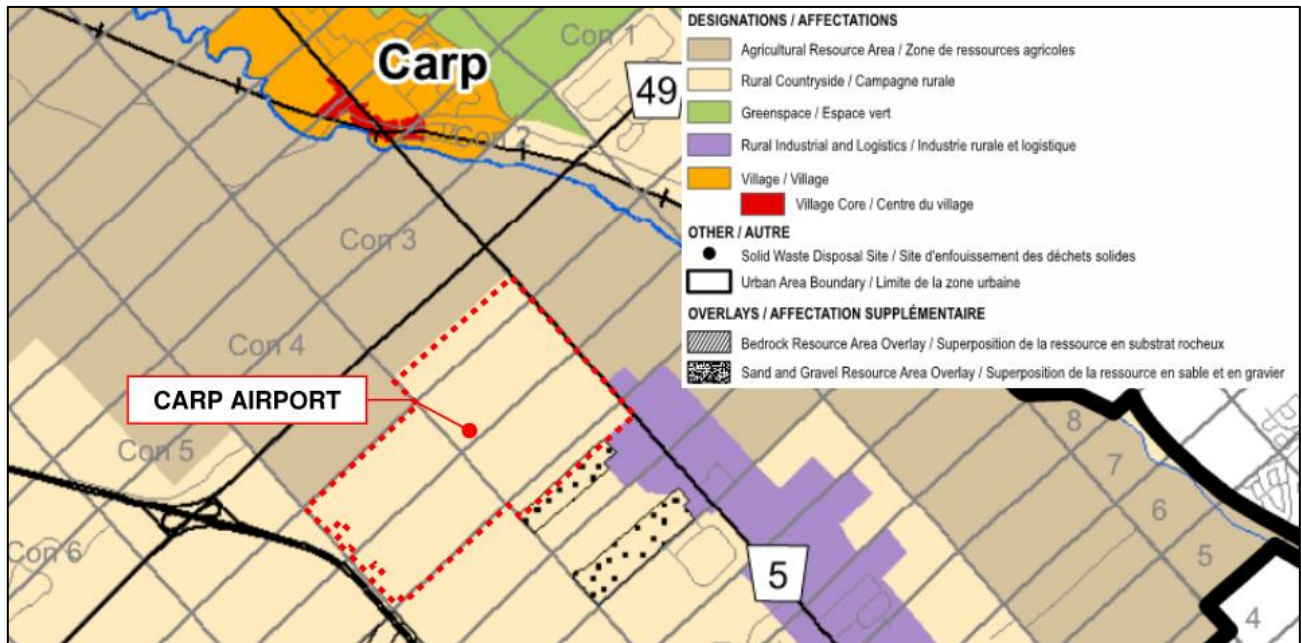 Carp
Con 1
49
Con 2
Con 3
Con 4
CARP AIRPORT
Con 5
Con 6
5
8
7
6
5
4
DESIGNATIONS / AFFECTATIONS
Agricultural Resource Area / Zone de ressources agricoles
Rural Countryside / Campagne rurale
Greenspace / Espace vert
Rural Industrial and Logistics / Industrie rurale et logistique
Village / Village
Village Core / Centre du village
OTHER / AUTRE
Solid Waste Disposal Site / Site d'enfouissement des déchets solides
Urban Area Boundary / Limite de la zone urbaine
OVERLAYS / AFFECTATION SUPPLÉMENTAIRE
Bedrock Resource Area Overlay / Superposition de la ressource en substrat rocheux
Sand and Gravel Resource Area Overlay / Superposition de la ressource en sable et en gravier